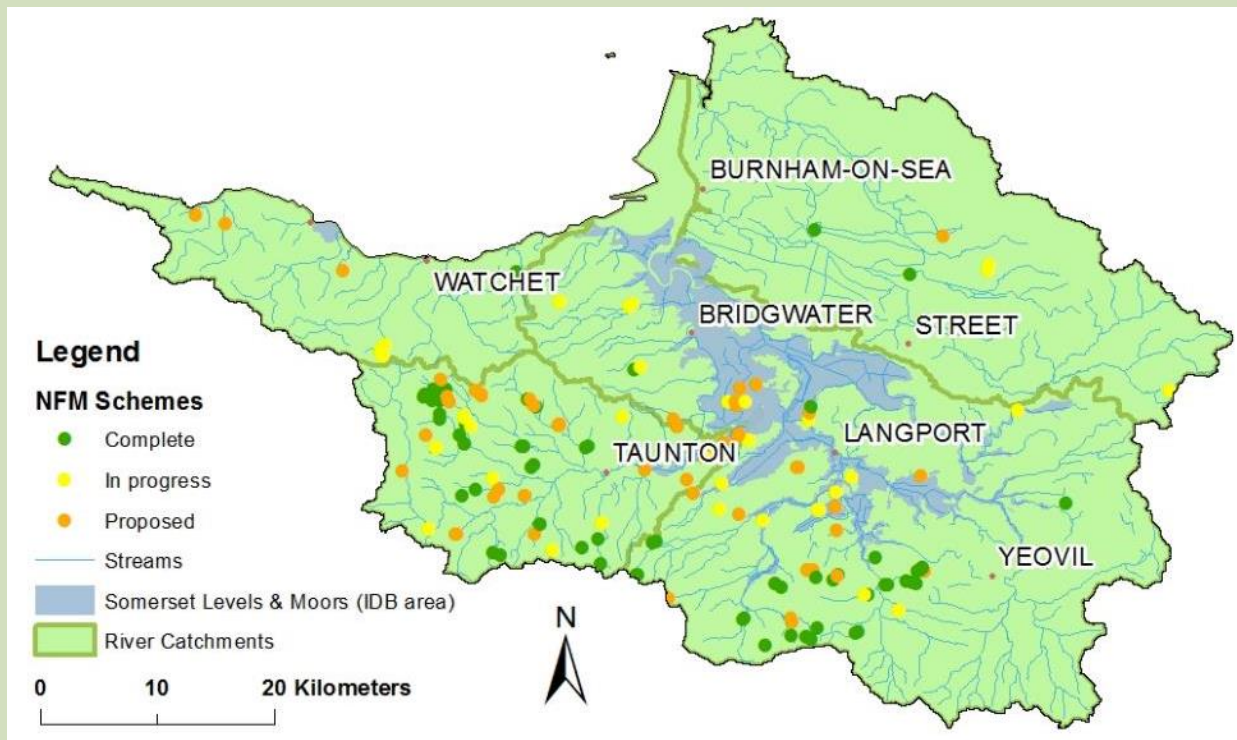 BURNHAM-ON-SEA
WATCHET
BRIDGWATER
STREET
LANGPORT
TAUNTON
YEOVIL
Legend
NFM Schemes
Complete
In progress
Proposed
Streams
Somerset Levels & Moors (IDB area)
River Catchments
N
0 10 20 Kilometers